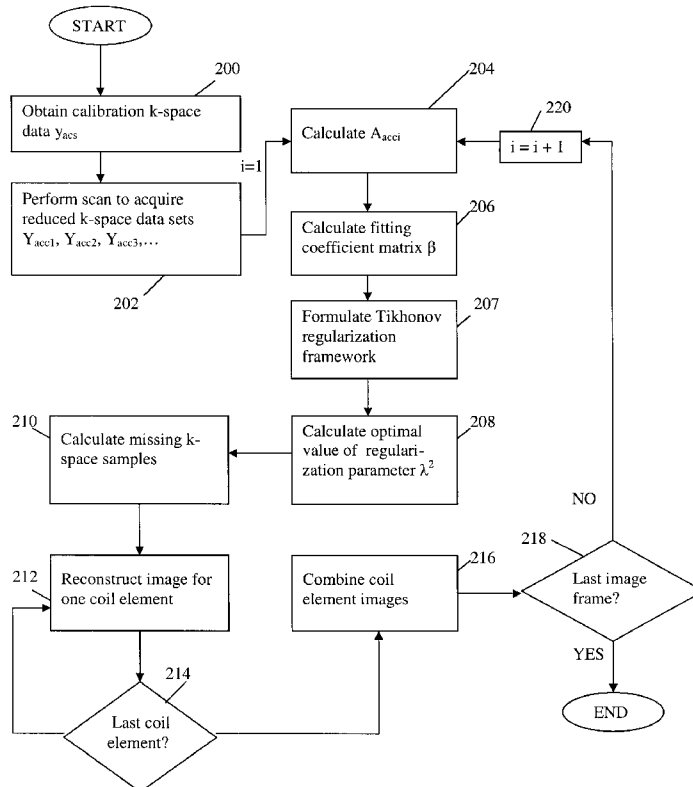 START
200
Obtain calibration k-space
data y_acs
i=1
Perform scan to acquire
reduced k-space data sets
Y_acc1, Y_acc2, Y_acc3,...
202
204
Calculate A_acci
220
i = i + 1
206
Calculate fitting
coefficient matrix β
207
Formulate Tikhonov
regularization
framework
208
Calculate optimal
value of regulari-
zation parameter λ²
210
Calculate missing k-
space samples
212
Reconstruct image for
one coil element
214
Last coil
element?
216
Combine coil
element images
NO
218
Last image
frame?
YES
END